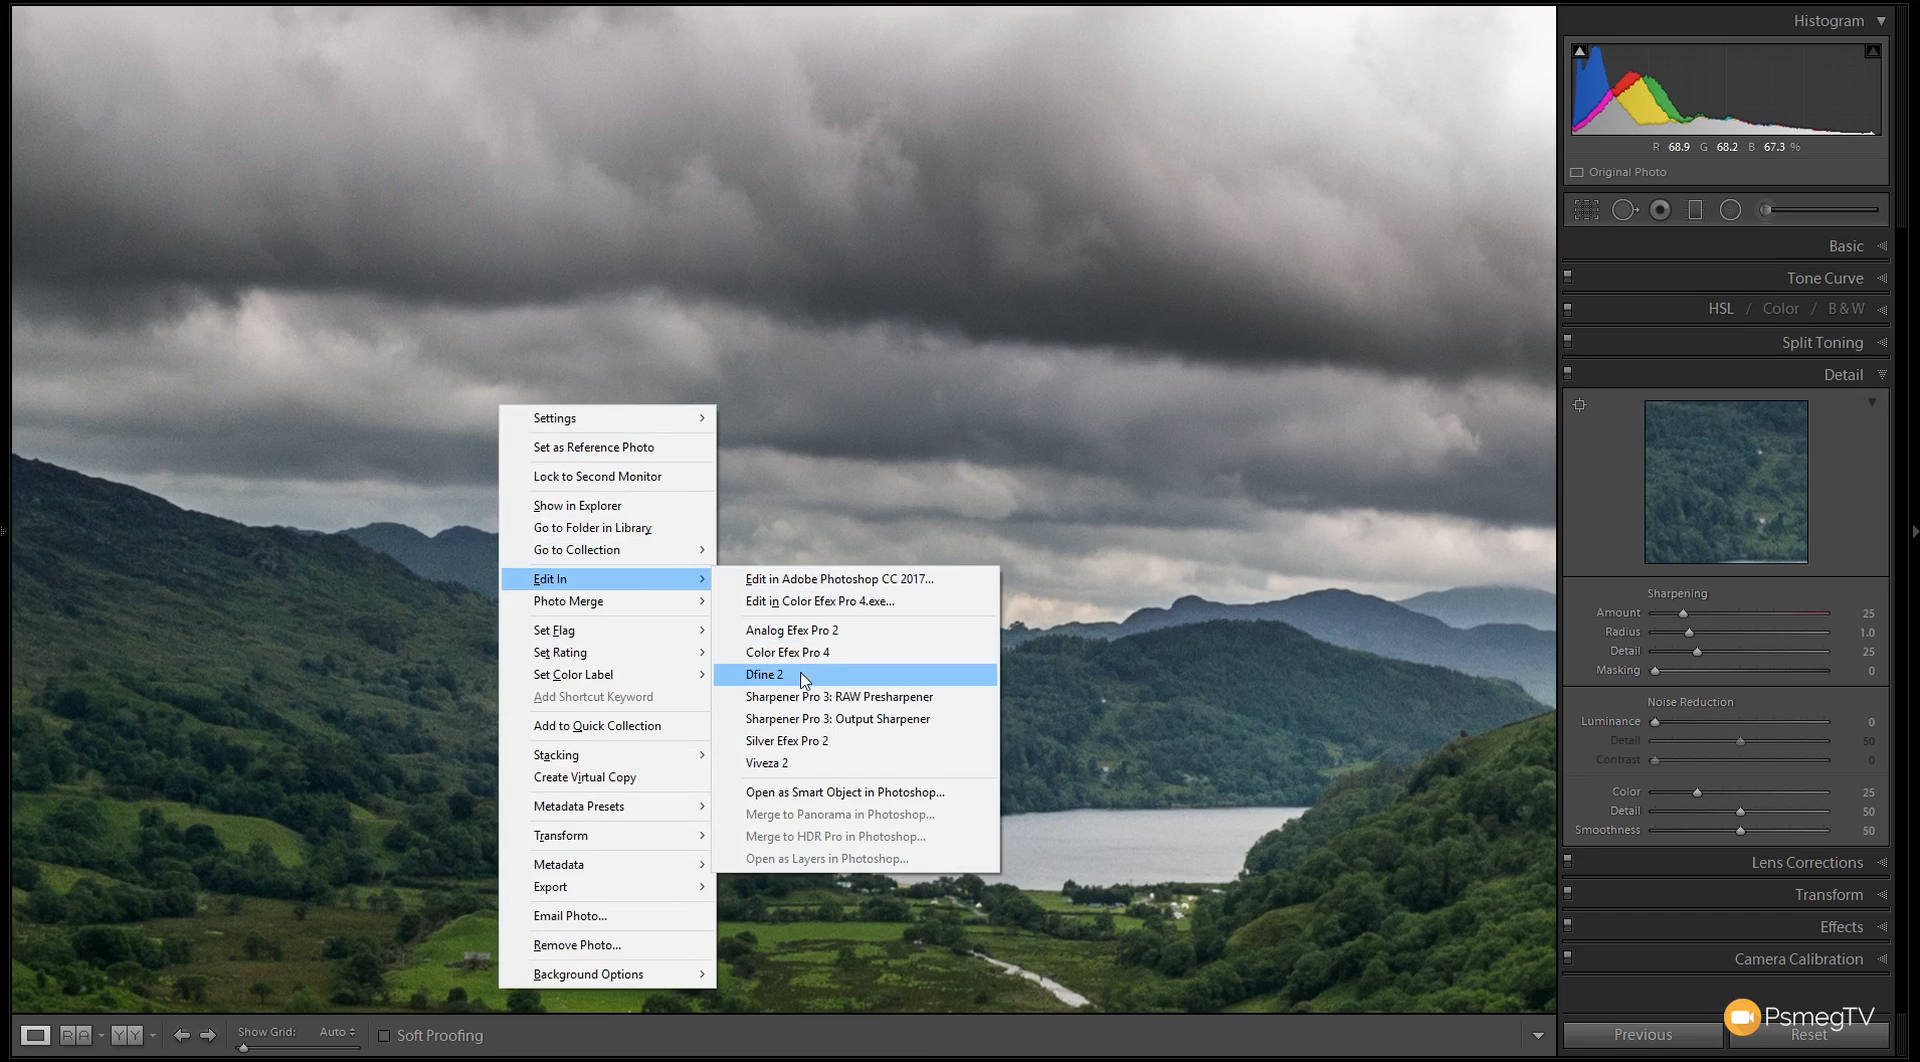 Histogram
R 68.9 G 68.2 B 67.3 %
Original Photo
Basic
Tone Curve
HSL / Color / B & W
Split Toning
Detail
Sharpening
Amount 25
Radius 1.0
Detail 25
Masking 0
Noise Reduction
Luminance 0
Detail 50
Contrast 0
Color 25
Detail 50
Smoothness 50
Lens Corrections
Transform
Effects
Camera Calibration
Previous
Reset
PsmegTV
Settings
Set as Reference Photo
Lock to Second Monitor
Show in Explorer
Go to Folder in Library
Go to Collection
Edit In
Photo Merge
Set Flag
Set Rating
Set Color Label
Add Shortcut Keyword
Add to Quick Collection
Stacking
Create Virtual Copy
Metadata Presets
Transform
Metadata
Export
Email Photo...
Remove Photo...
Background Options
Edit in Adobe Photoshop CC 2017...
Edit in Color Efex Pro 4.exe...
Analog Efex Pro 2
Color Efex Pro 4
Dfine 2
Sharpener Pro 3: RAW Presharpener
Sharpener Pro 3: Output Sharpener
Silver Efex Pro 2
Viveza 2
Open as Smart Object in Photoshop...
Merge to Panorama in Photoshop...
Merge to HDR Pro in Photoshop...
Open as Layers in Photoshop...
R A Y Y Show Grid: Auto Soft Proofing